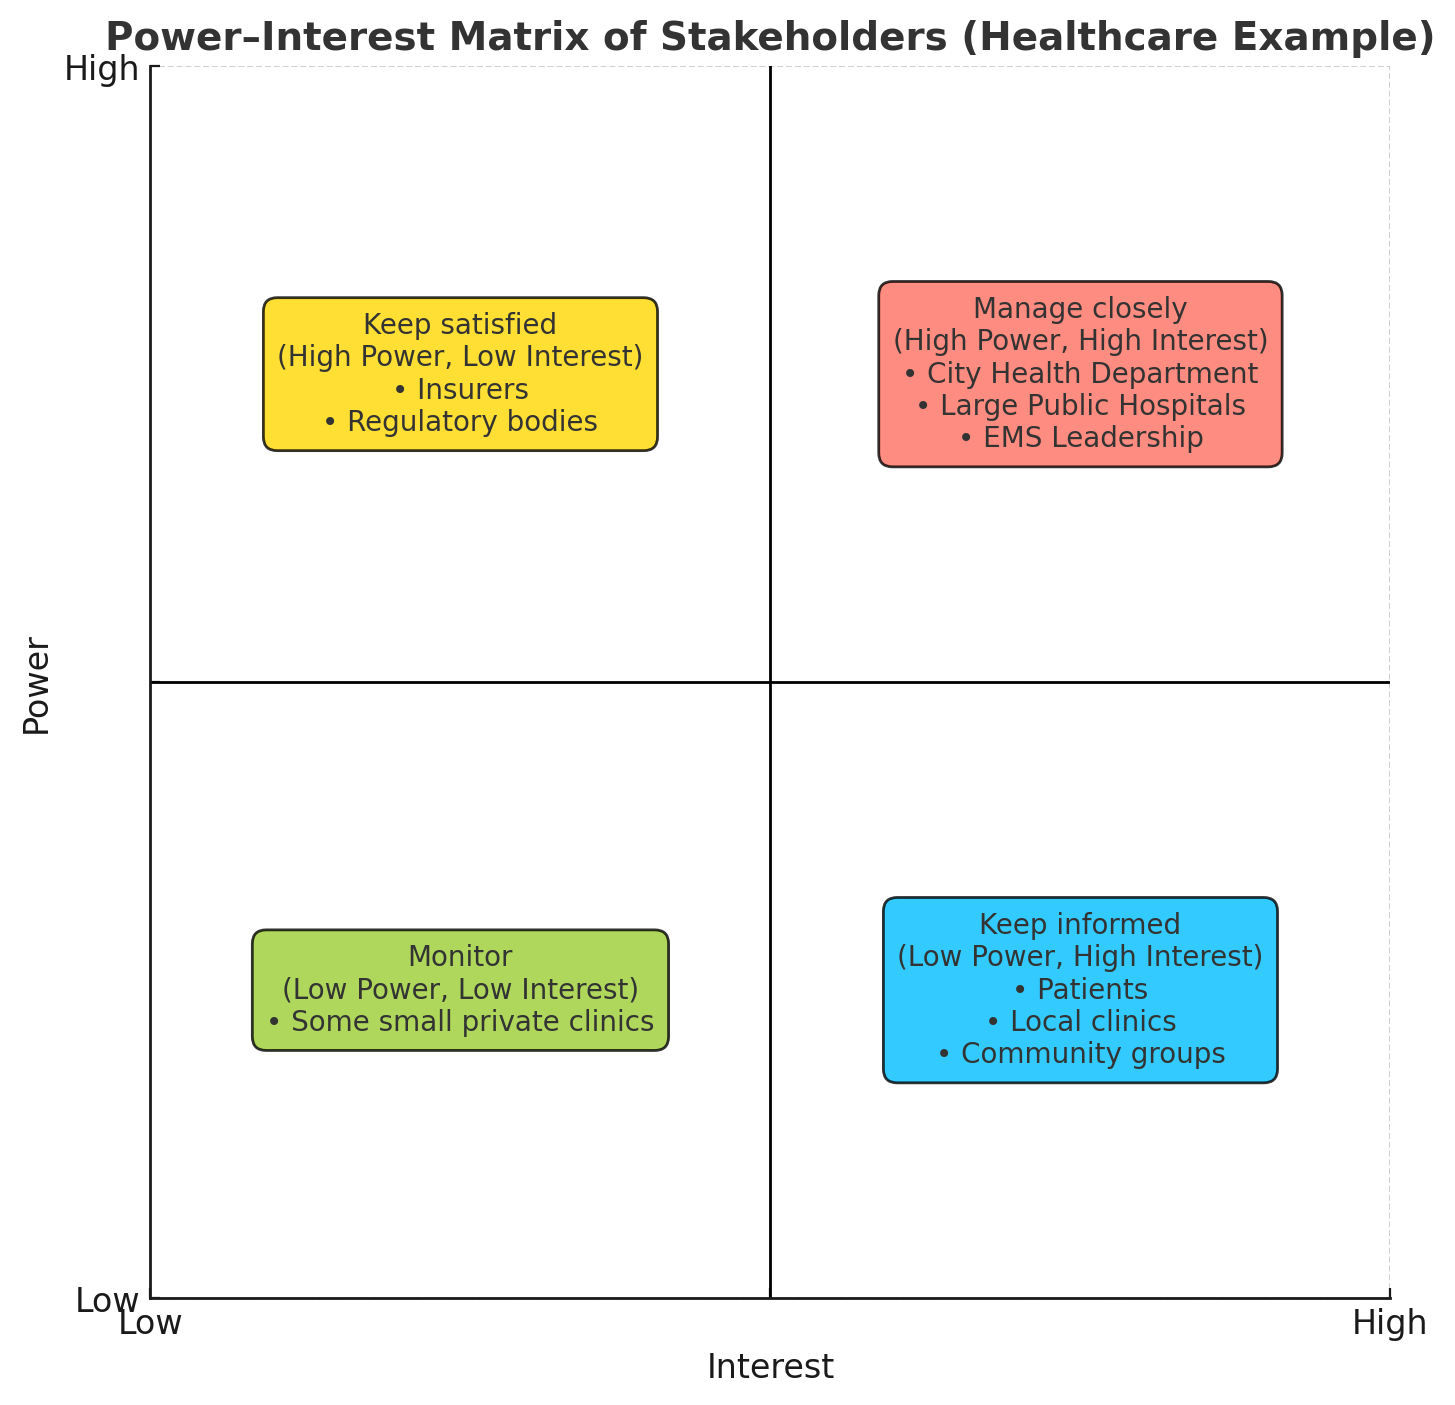 Power–Interest Matrix of Stakeholders (Healthcare Example)
High
Keep satisfied
(High Power, Low Interest)
• Insurers
• Regulatory bodies
Manage closely
(High Power, High Interest)
• City Health Department
• Large Public Hospitals
• EMS Leadership
Power
Monitor
(Low Power, Low Interest)
• Some small private clinics
Keep informed
(Low Power, High Interest)
• Patients
• Local clinics
• Community groups
Low
Low
High
Interest